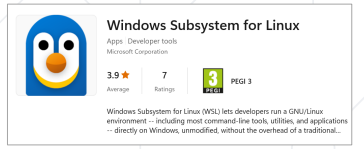 Windows Subsystem for Linux
Apps Developer tools
Microsoft Corporation
3.9 ★ 7 3 PEGI 3
Average Ratings PEGI
Windows Subsystem for Linux (WSL) lets developers run a GNU/Linux
environment -- including most command-line tools, utilities, and applications
-- directly on Windows, unmodified, without the overhead of a traditional...